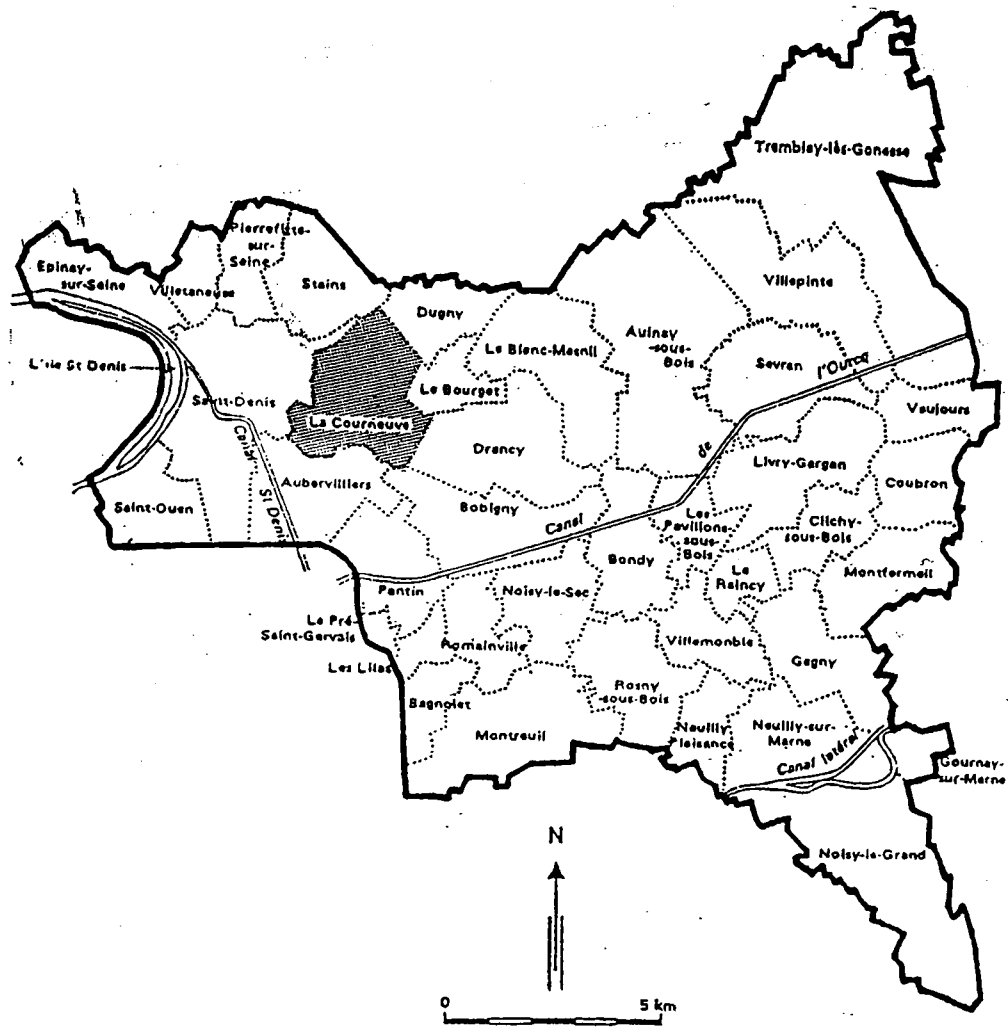 Tremblay-lès-Gonesse
Pierrefitte-
sur-
Seine
Epinay-
sur-Seine
Villetaneuse
Stains
Villepinte
Dugny
Aulnay
-sous-
Bois
Le Blanc-Mesnil
Sevran
l'Ourcq
L'île St Denis
Le Bourget
Saint-Denis
Vaujours
La Courneuve
Canal
St Denis
Drancy
de
Livry-Gargan
Aubervilliers
Coubron
Saint-Ouen
Bobigny
Canal
Les
Pavillons-
sous-
Bois
Clichy-
sous-Bois
Bondy
Le
Raincy
Montfermeil
Pantin
Noisy-le-Sec
Le Pré-
Saint-Gervais
Romainville
Villemonble
Gagny
Les Lilas
Rosny
-sous-Bois
Bagnolet
Montreuil
Neuilly
Plaisance
Neuilly-sur-
Marne
Canal latéral
Gournay-
sur-Marne
Noisy-le-Grand
N
0 5 km